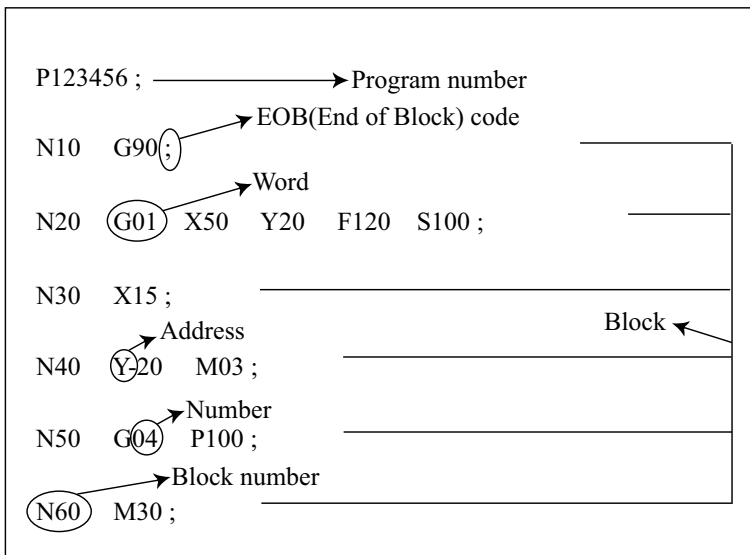 P123456 ; Program number
EOB(End of Block) code
N10 G90 ;
Word
N20 G01 X50 Y20 F120 S100 ;
N30 X15 ;
Block
Address
N40 Y-20 M03 ;
Number
N50 G04 P100 ;
Block number
N60 M30 ;